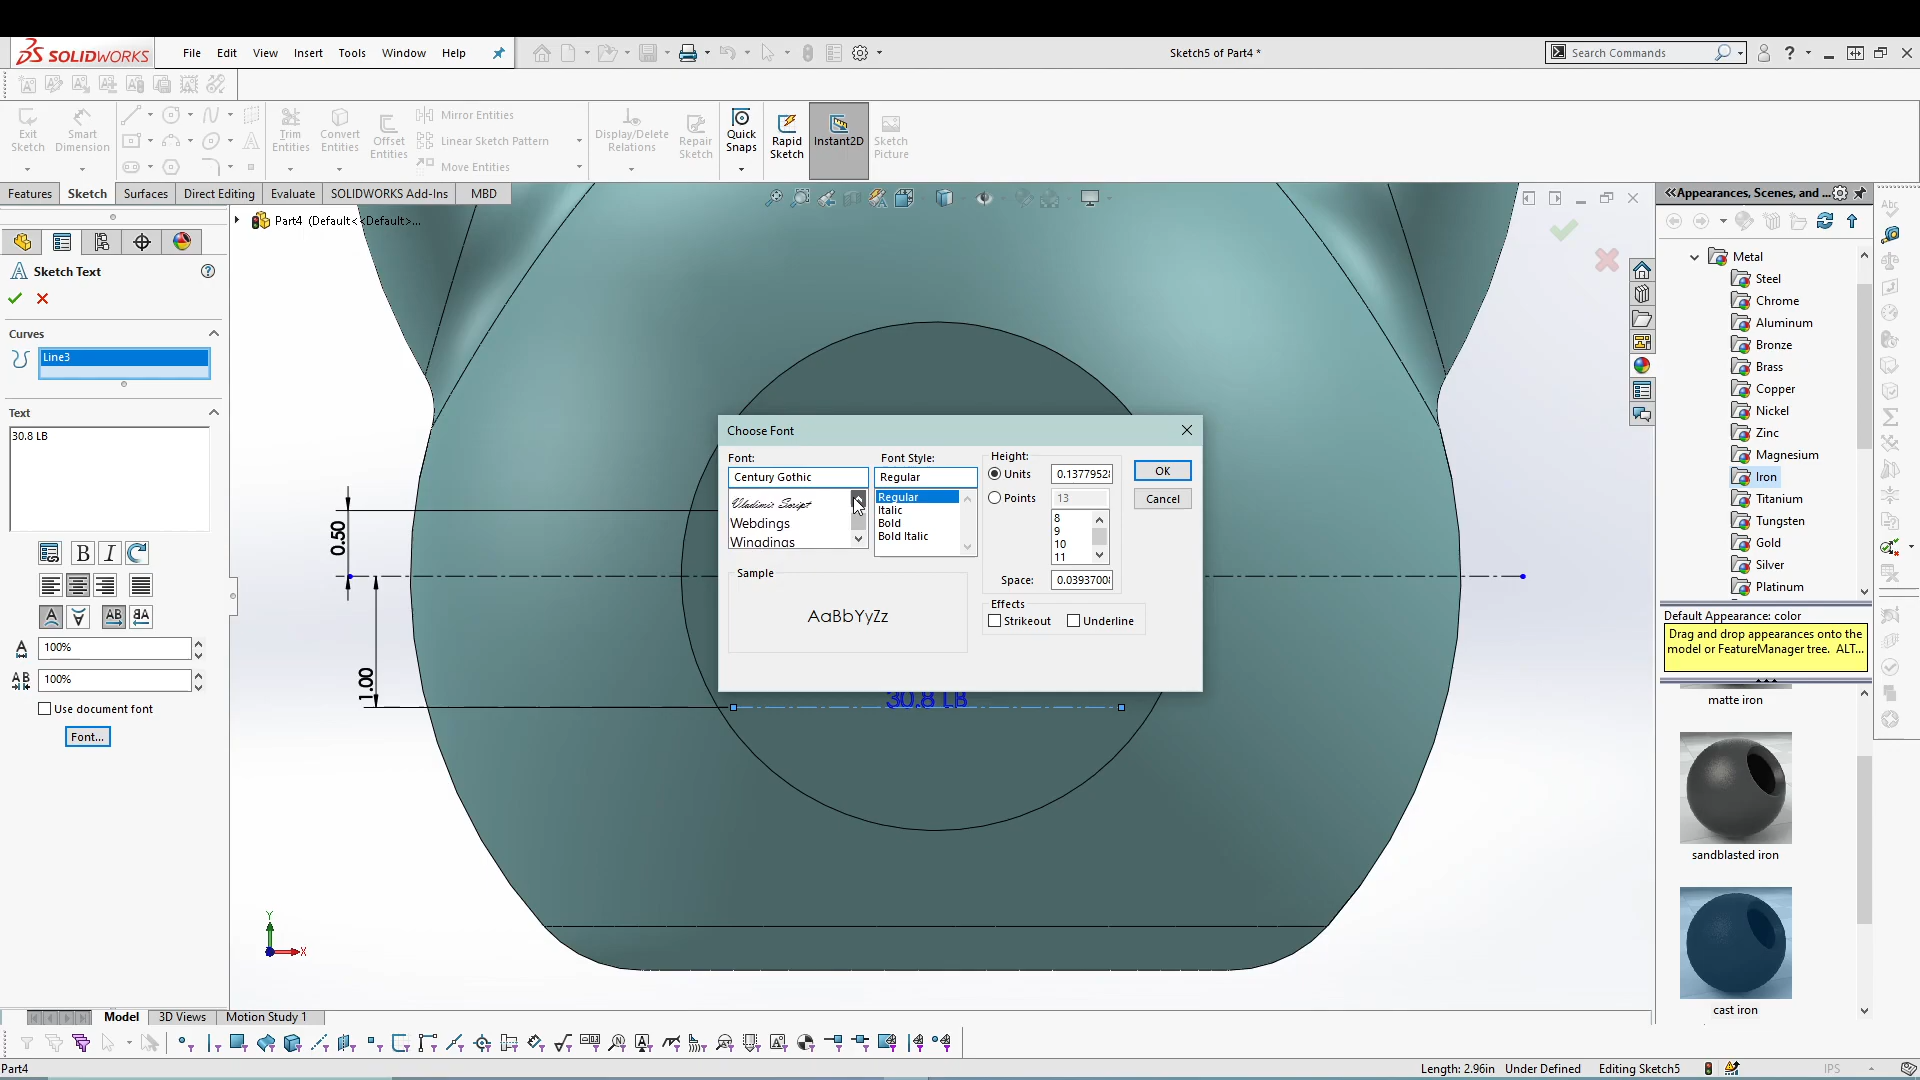 SOLIDWORKS File Edit View Insert Tools Window Help Sketch5 of Part4 * Search Commands ?
Exit Sketch
Smart Dimension
Trim Entities
Convert Entities
Offset Entities
Mirror Entities
Linear Sketch Pattern
Move Entities
Display/Delete Relations
Repair Sketch
Quick Snaps
Rapid Sketch
Instant2D
Sketch Picture
Features Sketch Surfaces Direct Editing Evaluate SOLIDWORKS Add-Ins MBD
Part4 (Default<<Default>...
Sketch Text
Curves
Line3
Text
30.8 LB
B I
AB
100%
100%
Use document font
Font...
0.50
1.00
30.8 LB
Choose Font
Font: Font Style: Height:
Century Gothic Regular Units 0.1377952
Vladimir Script
Webdings
Wingdings
Regular
Italic
Bold
Bold Italic
Points 13
8
9
10
11
OK
Cancel
Space: 0.0393700
Sample
AaBbYyZz
Effects
Strikeout Underline
Appearances, Scenes, and ...
Metal
Steel
Chrome
Aluminum
Bronze
Brass
Copper
Nickel
Zinc
Magnesium
Iron
Titanium
Tungsten
Gold
Silver
Platinum
Default Appearance: color
Drag and drop appearances onto the
model or FeatureManager tree. ALT...
matte iron
sandblasted iron
cast iron
Y
X
Model 3D Views Motion Study 1
Part4 Length: 2.96in Under Defined Editing Sketch5 IPS